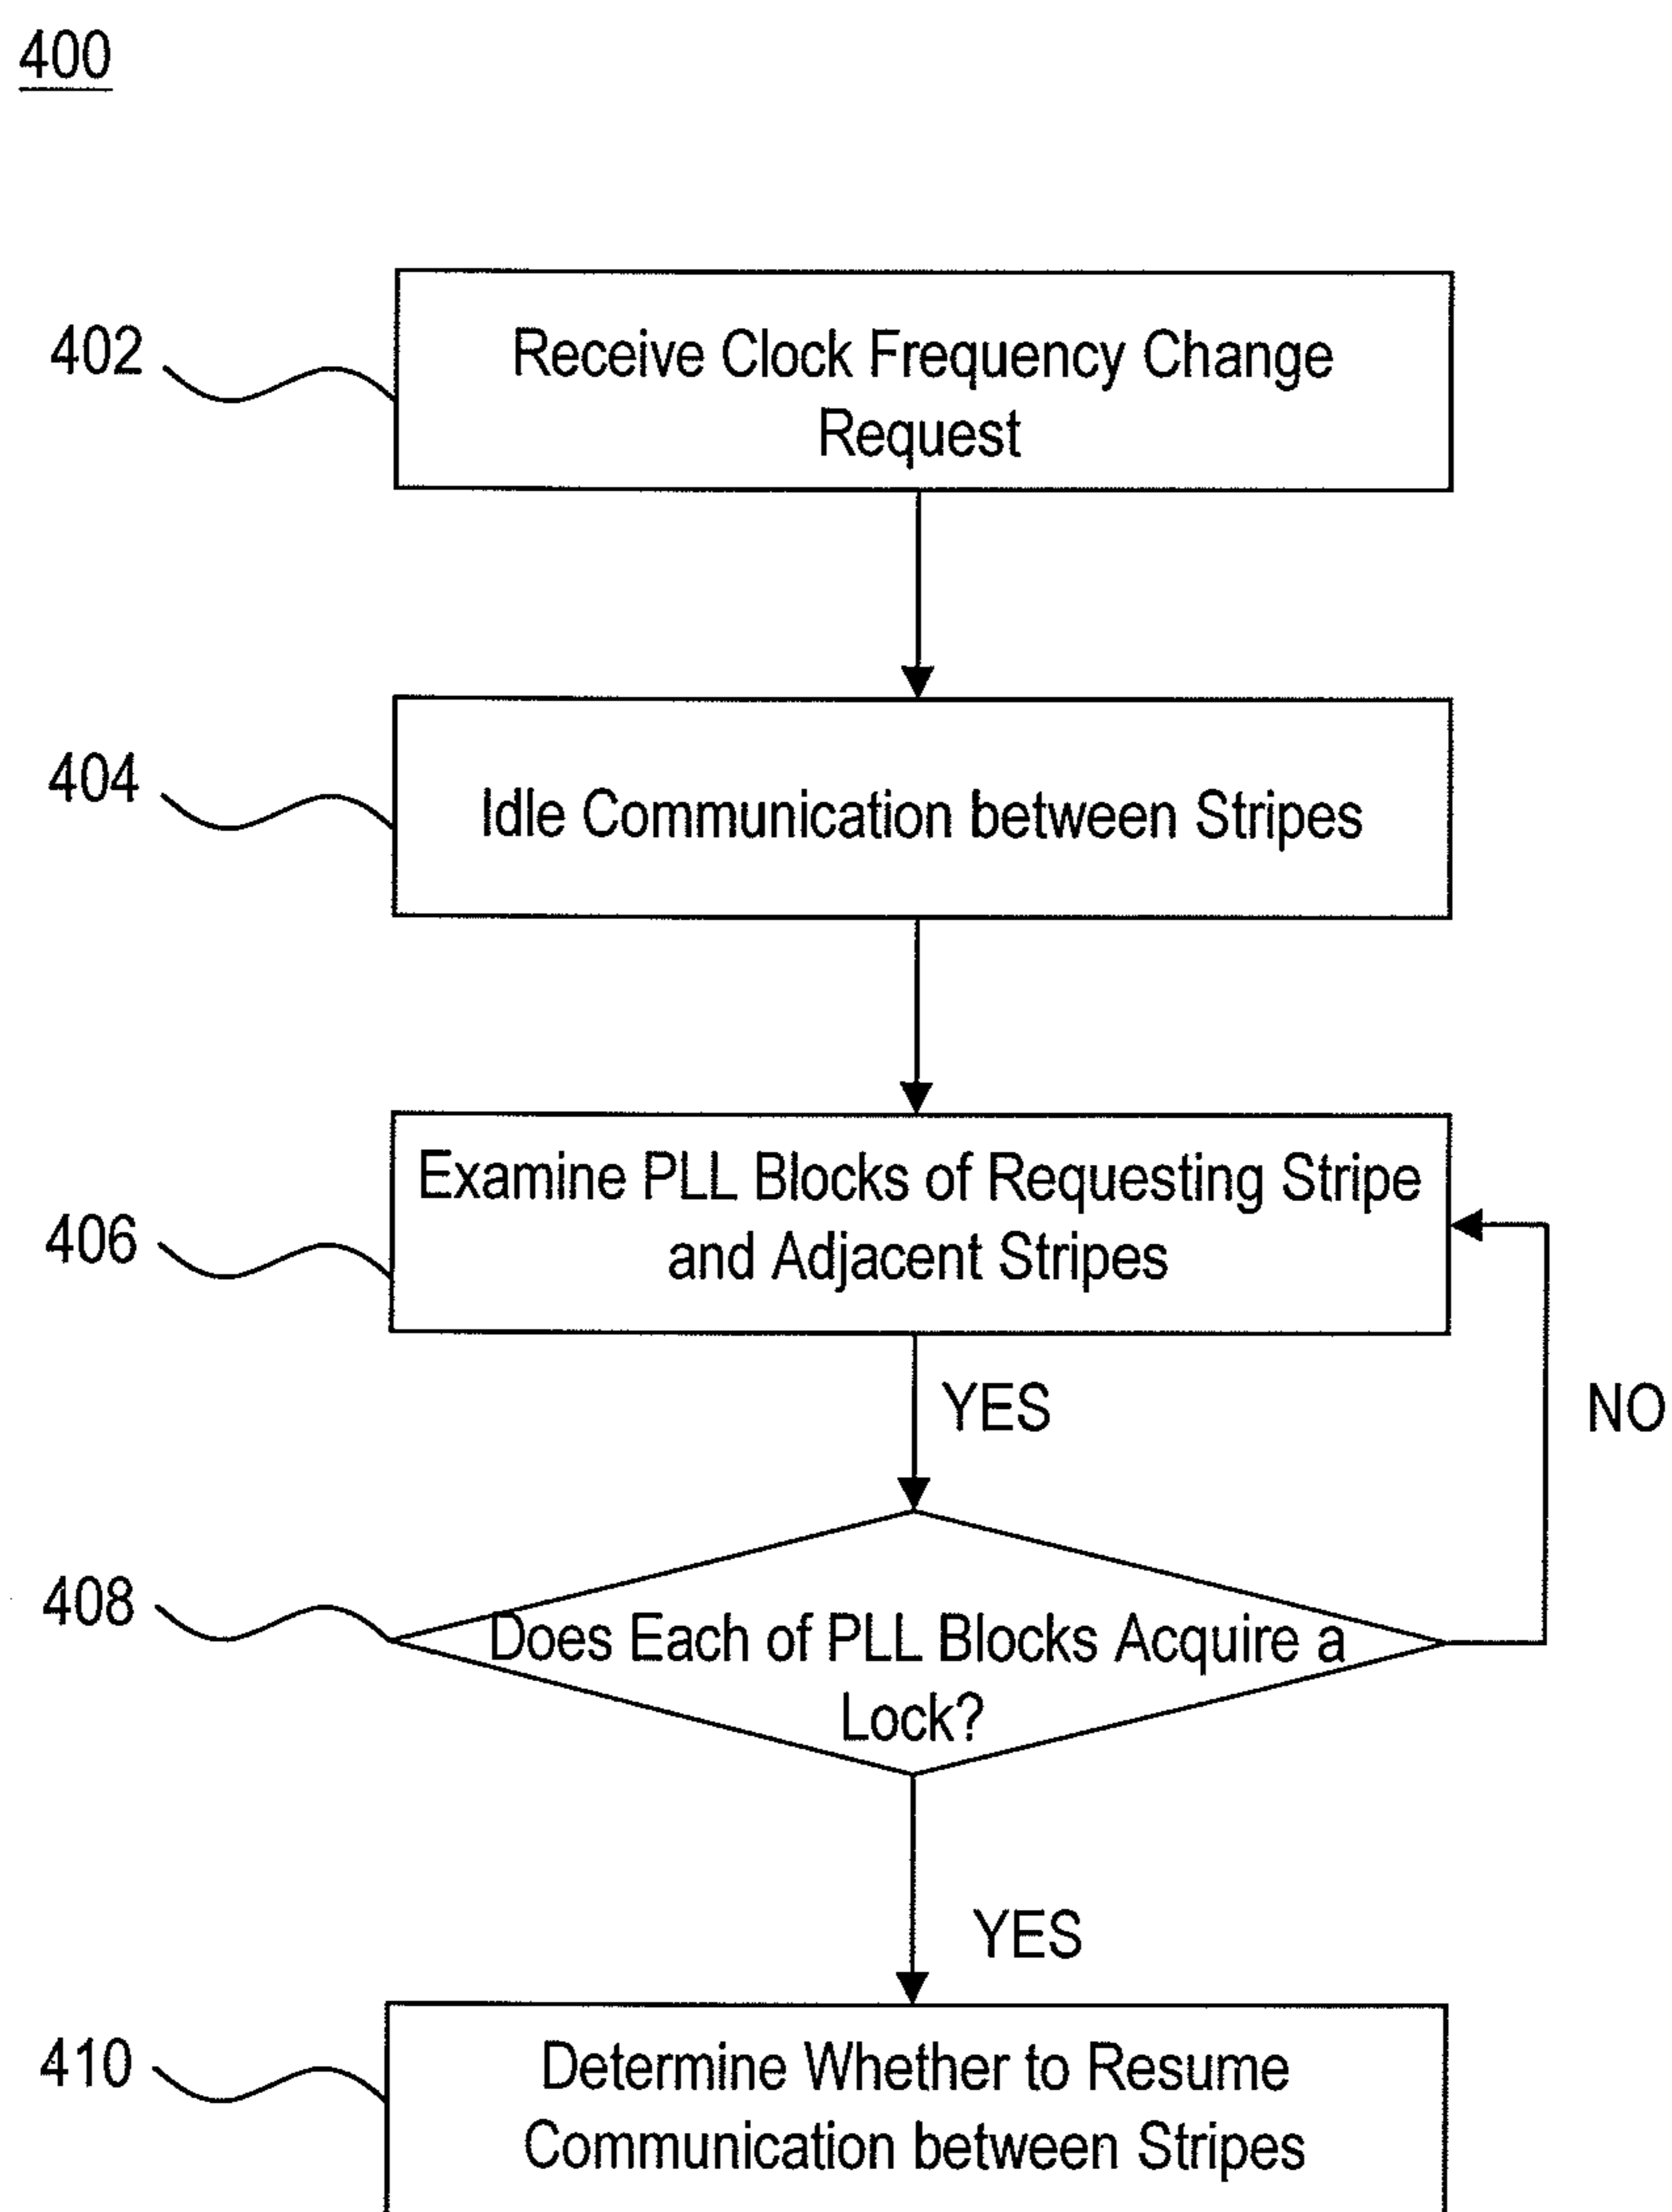 400
402
Receive Clock Frequency Change
Request
404
Idle Communication between Stripes
406
Examine PLL Blocks of Requesting Stripe
and Adjacent Stripes
YES
NO
408
Does Each of PLL Blocks Acquire a
Lock?
YES
410
Determine Whether to Resume
Communication between Stripes